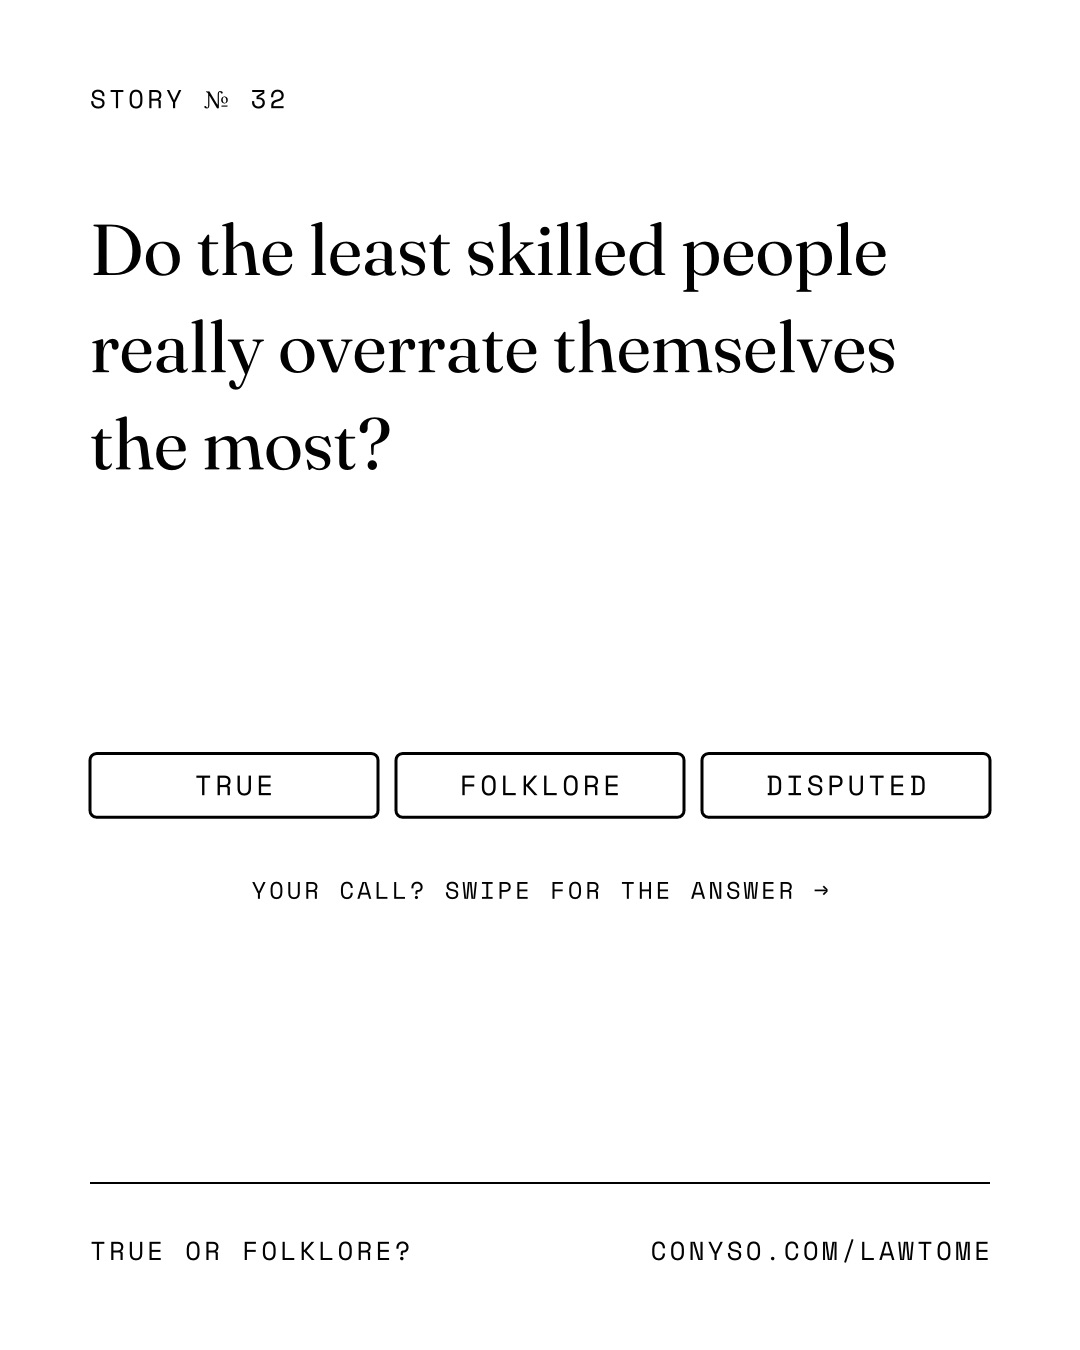 STORY № 32
Do the least skilled people
really overrate themselves
the most?
TRUE
FOLKLORE
DISPUTED
YOUR CALL? SWIPE FOR THE ANSWER →
TRUE OR FOLKLORE?
CONYSO.COM/LAWTOME